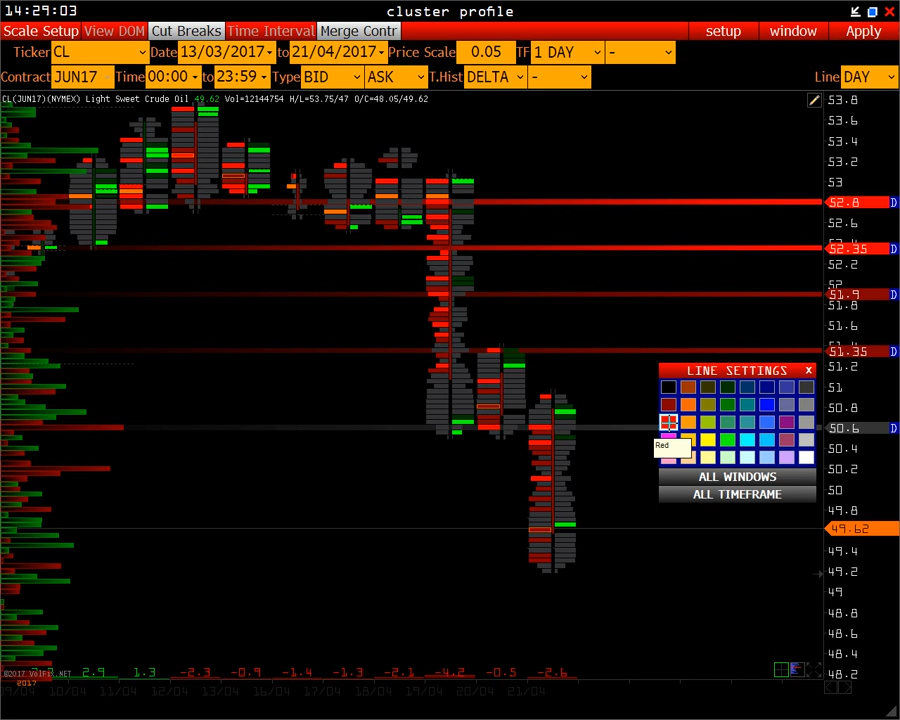 14:29:03 cluster profile
Scale Setup View DOM Cut Breaks Time Interval Merge Contr setup window Apply
Ticker CL Date 13/03/2017 to 21/04/2017 Price Scale 0.05 TF 1 DAY -
Contract JUN17 Time 00:00 to 23:59 Type BID ASK T.Hist DELTA - Line DAY
CL(JUN17)(NYMEX) Light Sweet Crude Oil 49.62 Vol=12144754 H/L=53.75/47 O/C=48.05/49.62
53.8
53.6
53.4
53.2
53
52.8 D
52.6
52.35 D
52.2
51.9 D
51.8
51.6
51.35 D
51.2
LINE SETTINGS x
51
50.8
50.6 D
Red
50.4
50.2
ALL WINDOWS
50
ALL TIMEFRAME
49.8
49.62
49.4
49.2
49
48.8
48.6
48.4
48.2
2.9 1.3 -2.3 -0.9 -1.4 -1.3 -2.1 -4.2 -0.5 -2.6
©2017 VolFix.NET
2017
09/04 10/04 11/04 12/04 13/04 16/04 17/04 18/04 19/04 20/04 21/04